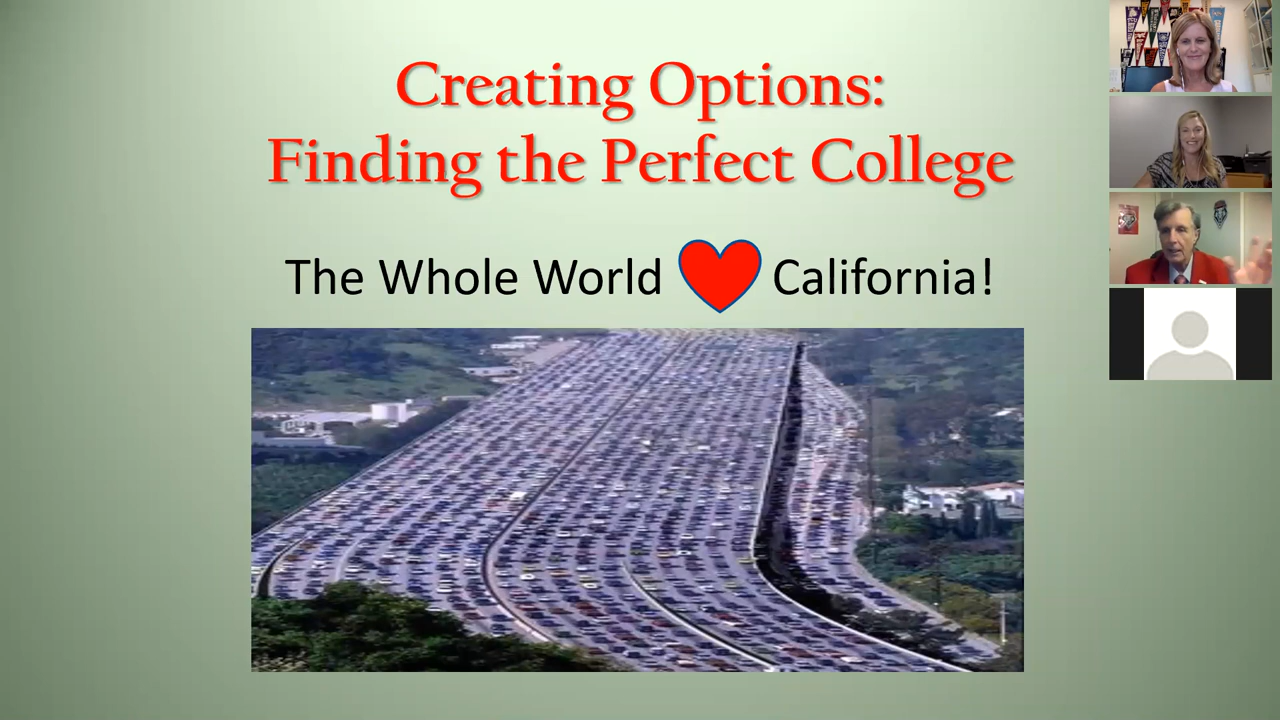 Creating Options:
Finding the Perfect College
The Whole World California!